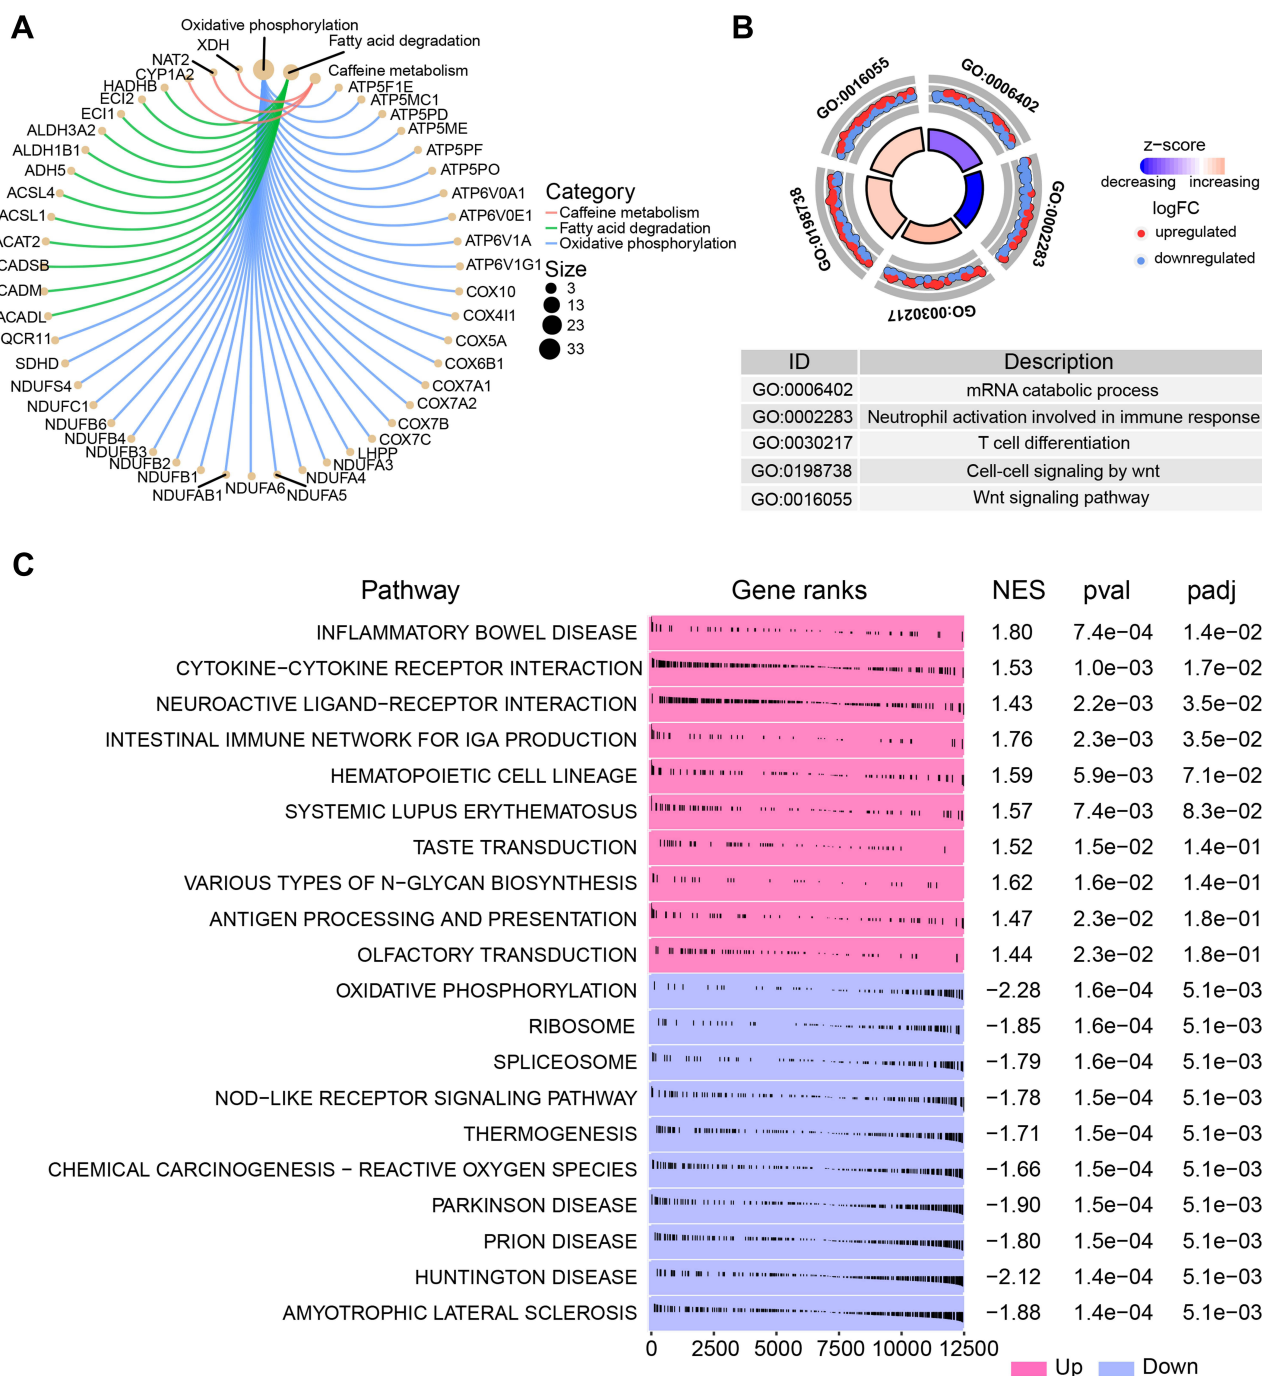 A
Oxidative phosphorylation
XDH
Fatty acid degradation
NAT2
CYP1A2
Caffeine metabolism
HADHB
ATP5F1E
ECI2
ATP5MC1
ECI1
ATP5PD
ALDH3A2
ATP5ME
ALDH1B1
ATP5PF
ADH5
ATP5PO
ACSL4
ATP6V0A1
ACSL1
ATP6V0E1
ACAT2
ATP6V1A
CADSB
ATP6V1G1
CADM
COX10
ACADL
COX4I1
QCR11
COX5A
SDHD
COX6B1
NDUFS4
COX7A1
NDUFC1
COX7A2
NDUFB6
COX7B
NDUFB4
COX7C
NDUFB3
LHPP
NDUFB2
NDUFA3
NDUFB1
NDUFA4
NDUFAB1
NDUFA6
NDUFA5
Category
Caffeine metabolism
Fatty acid degradation
Oxidative phosphorylation
Size
3
13
23
33
B
GO:0016055
GO:0006402
GO:0198738
GO:0002283
GO:0030217
z-score
decreasing increasing
logFC
upregulated
downregulated
ID Description
GO:0006402 mRNA catabolic process
GO:0002283 Neutrophil activation involved in immune response
GO:0030217 T cell differentiation
GO:0198738 Cell-cell signaling by wnt
GO:0016055 Wnt signaling pathway
C
Pathway Gene ranks NES pval padj
INFLAMMATORY BOWEL DISEASE 1.80 7.4e−04 1.4e−02
CYTOKINE−CYTOKINE RECEPTOR INTERACTION 1.53 1.0e−03 1.7e−02
NEUROACTIVE LIGAND−RECEPTOR INTERACTION 1.43 2.2e−03 3.5e−02
INTESTINAL IMMUNE NETWORK FOR IGA PRODUCTION 1.76 2.3e−03 3.5e−02
HEMATOPOIETIC CELL LINEAGE 1.59 5.9e−03 7.1e−02
SYSTEMIC LUPUS ERYTHEMATOSUS 1.57 7.4e−03 8.3e−02
TASTE TRANSDUCTION 1.52 1.5e−02 1.4e−01
VARIOUS TYPES OF N−GLYCAN BIOSYNTHESIS 1.62 1.6e−02 1.4e−01
ANTIGEN PROCESSING AND PRESENTATION 1.47 2.3e−02 1.8e−01
OLFACTORY TRANSDUCTION 1.44 2.3e−02 1.8e−01
OXIDATIVE PHOSPHORYLATION −2.28 1.6e−04 5.1e−03
RIBOSOME −1.85 1.6e−04 5.1e−03
SPLICEOSOME −1.79 1.6e−04 5.1e−03
NOD−LIKE RECEPTOR SIGNALING PATHWAY −1.78 1.5e−04 5.1e−03
THERMOGENESIS −1.71 1.5e−04 5.1e−03
CHEMICAL CARCINOGENESIS − REACTIVE OXYGEN SPECIES −1.66 1.5e−04 5.1e−03
PARKINSON DISEASE −1.90 1.5e−04 5.1e−03
PRION DISEASE −1.80 1.5e−04 5.1e−03
HUNTINGTON DISEASE −2.12 1.4e−04 5.1e−03
AMYOTROPHIC LATERAL SCLEROSIS −1.88 1.4e−04 5.1e−03
0 2500 5000 7500 10000 12500
Up Down